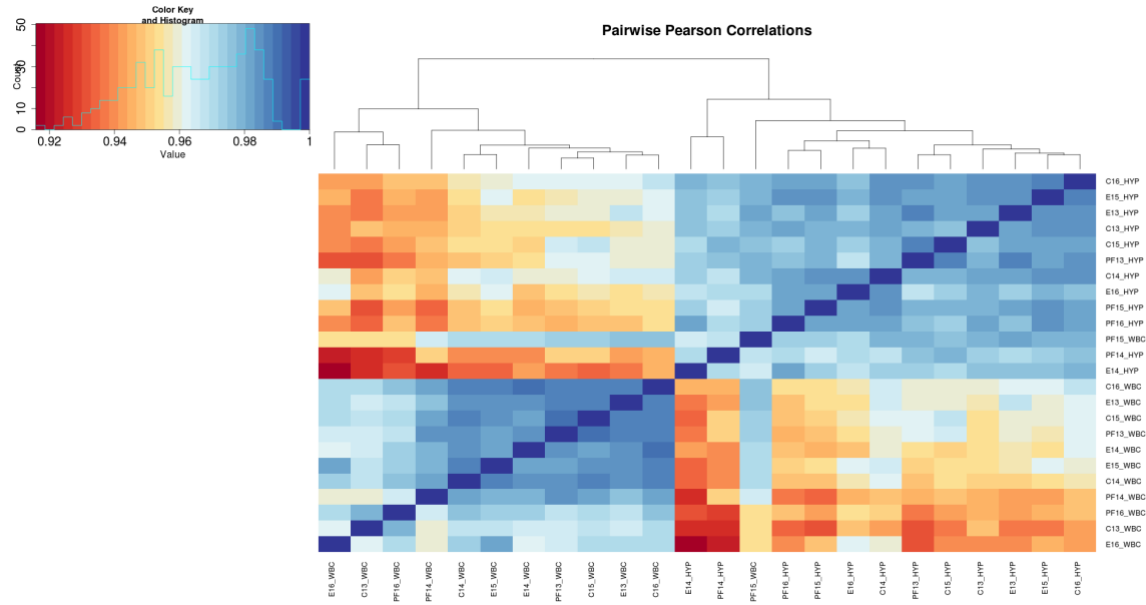 Color Key
and Histogram
Count
0 10 30 50
0.92 0.94 0.96 0.98 1
Value
Pairwise Pearson Correlations
C16_HYP
E15_HYP
E13_HYP
C13_HYP
C15_HYP
PF13_HYP
C14_HYP
E16_HYP
PF15_HYP
PF16_HYP
PF15_WBC
PF14_HYP
E14_HYP
C16_WBC
E13_WBC
C15_WBC
PF13_WBC
E14_WBC
E15_WBC
C14_WBC
PF14_WBC
PF16_WBC
C13_WBC
E16_WBC
E16_WBC C13_WBC PF16_WBC PF14_WBC C14_WBC E15_WBC E14_WBC PF13_WBC C15_WBC E13_WBC C16_WBC E14_HYP PF14_HYP PF15_WBC PF16_HYP PF15_HYP E16_HYP C14_HYP PF13_HYP C15_HYP C13_HYP E13_HYP E15_HYP C16_HYP